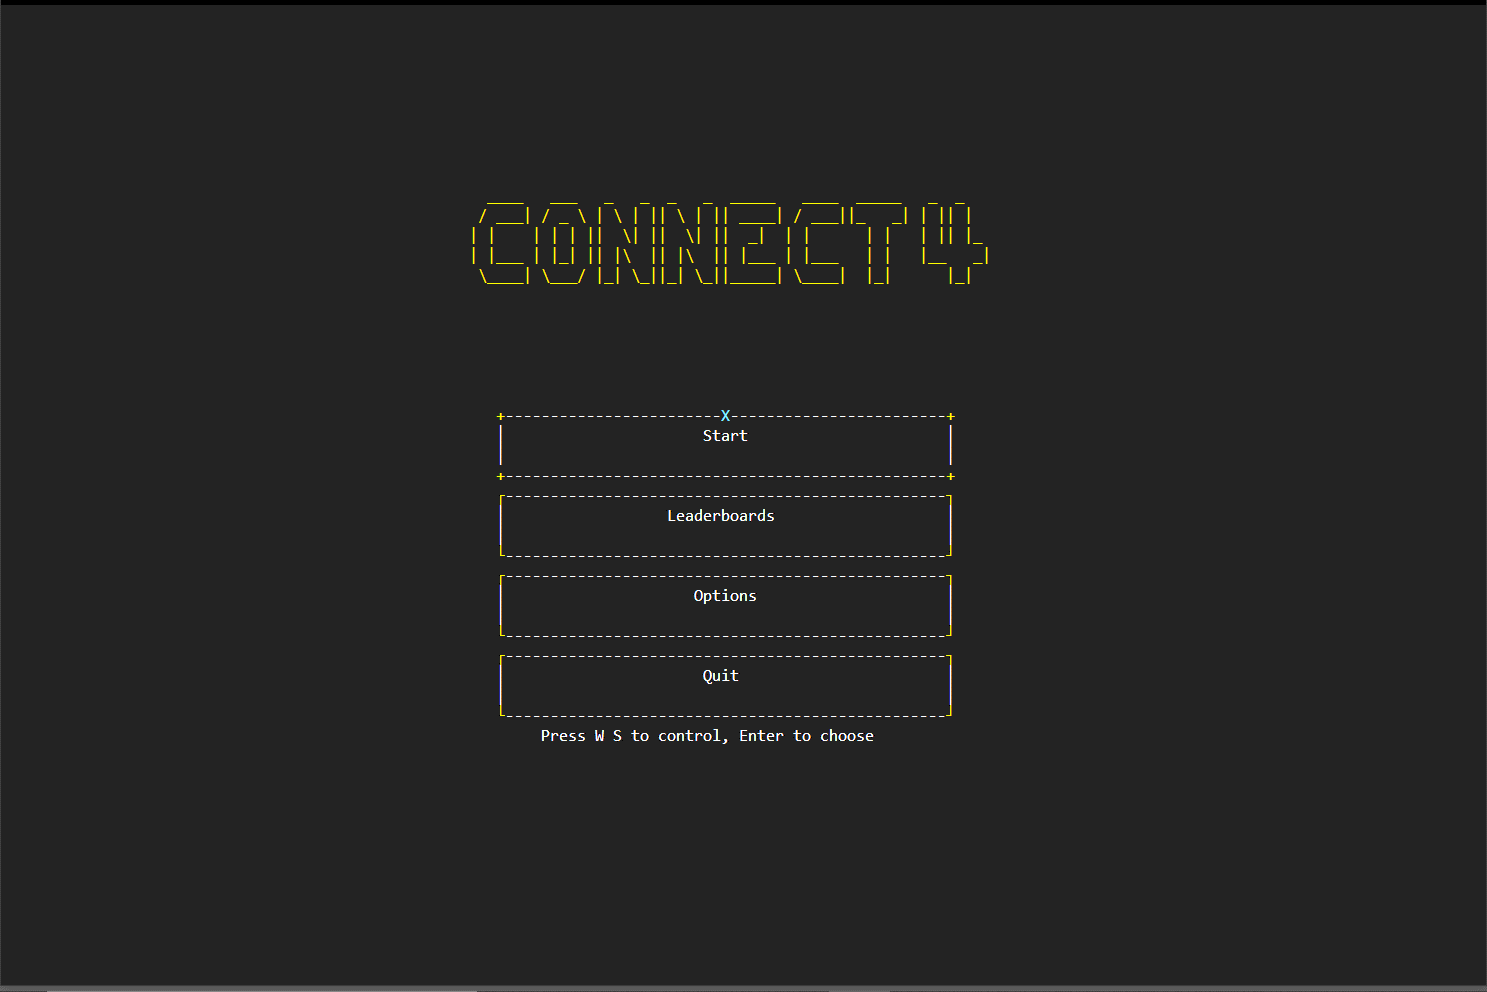 CONNECT 4
X
Start
Leaderboards
Options
Quit
Press W S to control, Enter to choose